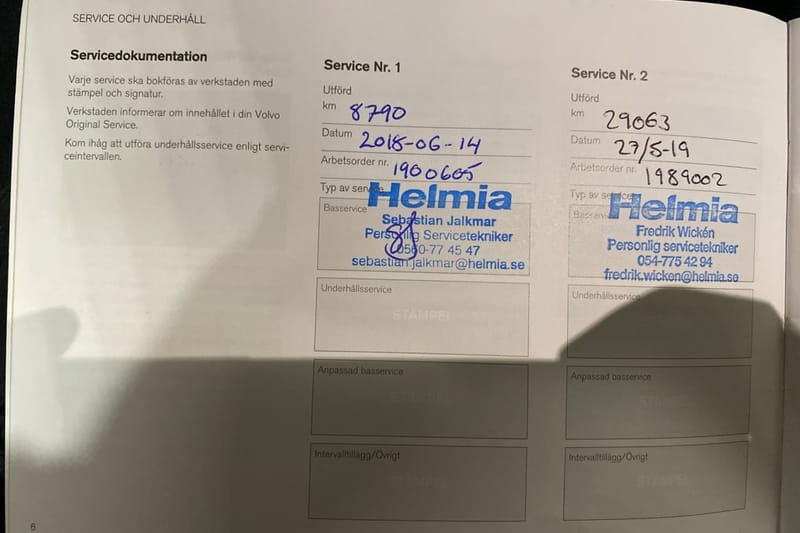 SERVICE OCH UNDERHÅLL
Servicedokumentation
Varje service ska bokföras av verkstaden med
stämpel och signatur.
Verkstaden informerar om innehållet i din Volvo
Original Service.
Kom ihåg att utföra underhållsservice enligt servi-
ceintervallen.
Service Nr. 1
Utförd
km 8790
Datum 2018-06-14
Arbetsorder nr. 1900605
Typ av service
Helmia
Basservice
Sebastian Jalkmar
Personlig Servicetekniker
0560-77 45 47
sebastian.jalkmar@helmia.se
Underhållsservice
STÄMPEL
Anpassad basservice
Intervalltillägg/Övrigt
STÄMPEL
Service Nr. 2
Utförd
km 29063
Datum 27/5-19
Arbetsorder nr. 1989002
Typ av service
Helmia
Basservice
Fredrik Wickén
Personlig servicetekniker
054-775 42 94
fredrik.wicken@helmia.se
Underhållsservice
Anpassad basservice
STÄMPEL
Intervalltillägg/Övrigt
STÄMPEL
6